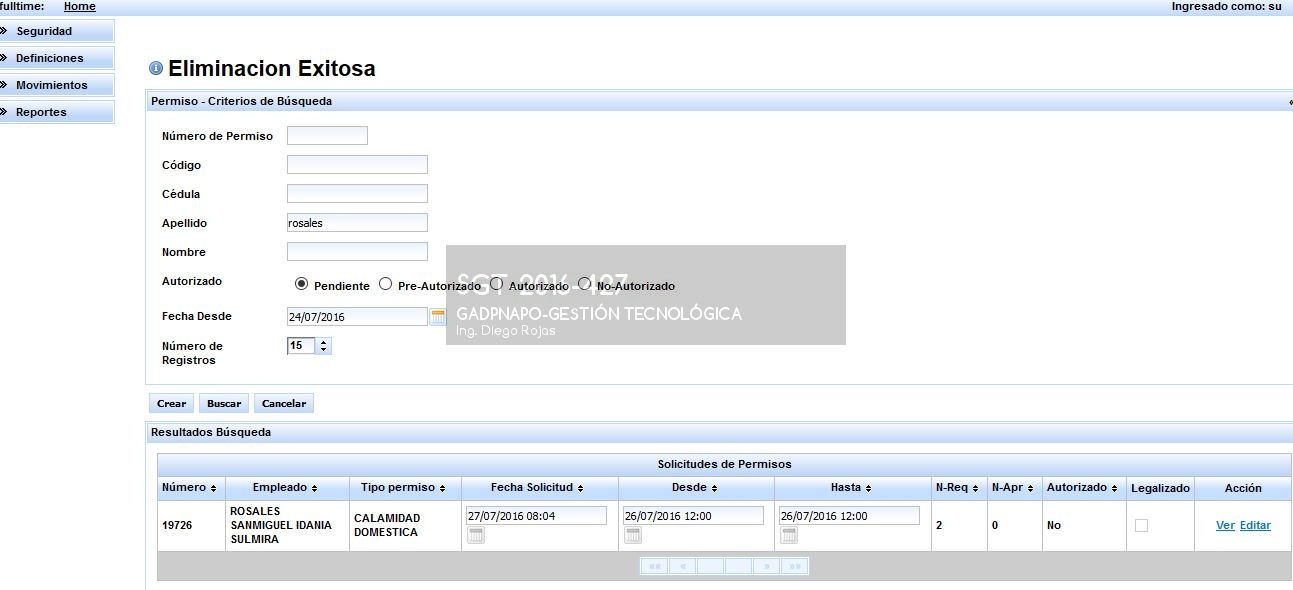 fulltime: Home Ingresado como: su
» Seguridad
» Definiciones
» Movimientos
» Reportes
Eliminacion Exitosa
Permiso - Criterios de Búsqueda «
Número de Permiso
Código
Cédula
Apellido rosales
Nombre
Autorizado Pendiente Pre-Autorizado Autorizado No-Autorizado
SGT-2016-427
GADPNAPO-GESTIÓN TECNOLÓGICA
Ing. Diego Rojas
Fecha Desde 24/07/2016
Número de Registros 15
Crear Buscar Cancelar
Resultados Búsqueda
Solicitudes de Permisos
Número Empleado Tipo permiso Fecha Solicitud Desde Hasta N-Req N-Apr Autorizado Legalizado Acción
19726 ROSALES SANMIGUEL IDANIA SULMIRA CALAMIDAD DOMESTICA 27/07/2016 08:04 26/07/2016 12:00 26/07/2016 12:00 2 0 No Ver Editar
«« « » »»